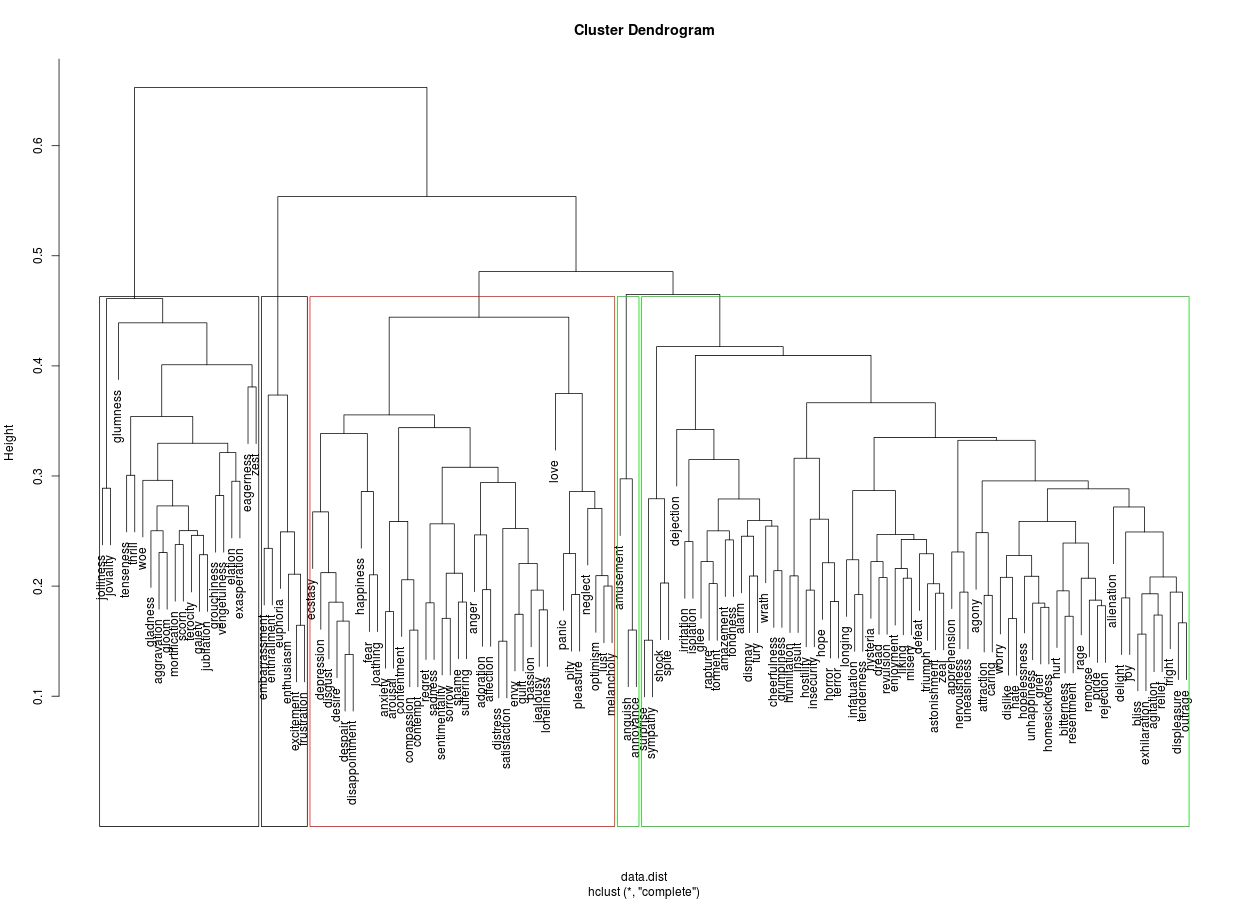 Cluster Dendrogram
Height
0.6
0.5
0.4
0.3
0.2
0.1
jolliness
joviality
glumness
tenseness
thrill
woe
gladness
aggravation
gloom
mortification
scorn
ferocity
gaiety
jubilation
grouchiness
vengefulness
elation
exasperation
eagerness
zest
embarrassment
enthrallment
euphoria
enthusiasm
excitement
frustration
ecstasy
depression
disgust
desire
despair
disappointment
happiness
fear
loathing
anxiety
arousal
contentment
compassion
contempt
regret
sadness
sentimentality
sorrow
shame
suffering
anger
adoration
affection
distress
satisfaction
envy
guilt
passion
jealousy
loneliness
love
panic
pity
pleasure
neglect
optimism
lust
melancholy
amusement
anguish
annoyance
surprise
sympathy
shock
spite
dejection
irritation
isolation
glee
rapture
torment
amazement
fondness
alarm
dismay
fury
wrath
cheerfulness
grumpiness
humiliation
insult
hostility
insecurity
hope
horror
terror
longing
infatuation
tenderness
hysteria
dread
revulsion
enjoyment
liking
misery
defeat
triumph
astonishment
zeal
apprehension
nervousness
uneasiness
agony
attraction
caring
worry
dislike
hate
hopelessness
unhappiness
grief
homesickness
hurt
bitterness
resentment
rage
remorse
pride
rejection
alienation
delight
joy
bliss
exhilaration
agitation
relief
fright
displeasure
outrage
data.dist
hclust (*, "complete")